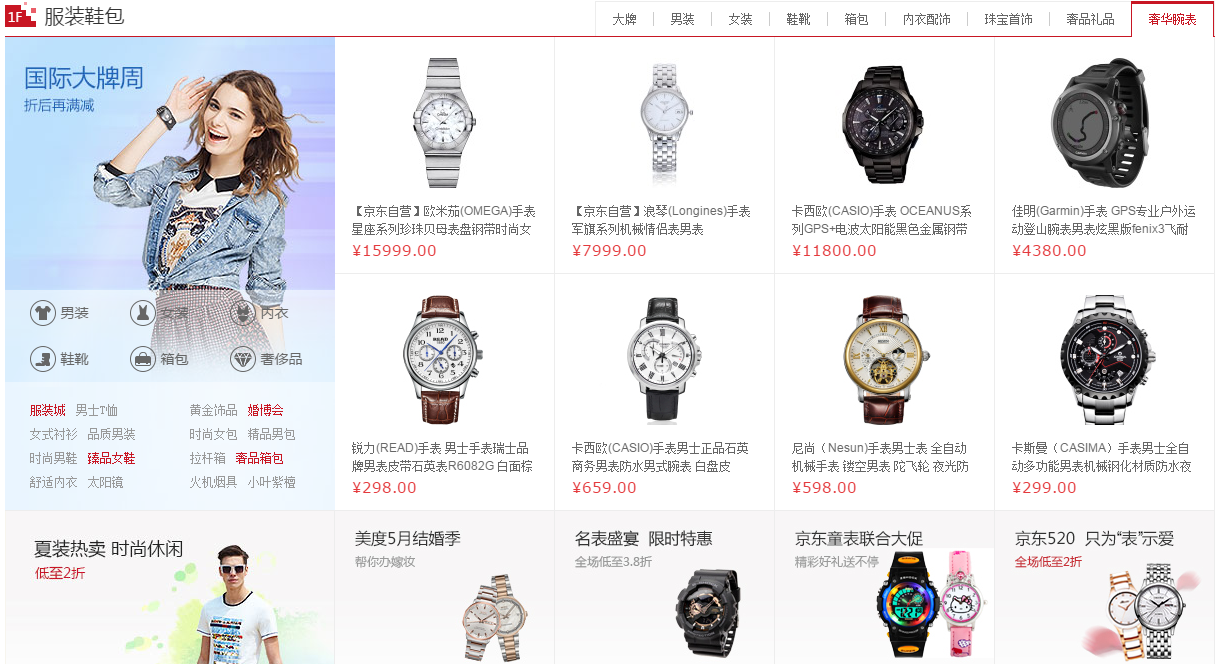 1F 服装鞋包
大牌 男装 女装 鞋靴 箱包 内衣配饰 珠宝首饰 奢品礼品 奢华腕表
国际大牌周
折后再满减
男装 女装 内衣
鞋靴 箱包 奢侈品
服装城 男士T恤 黄金饰品 婚博会
女式衬衫 品质男装 时尚女包 精品男包
时尚男鞋 臻品女鞋 拉杆箱 奢品箱包
舒适内衣 太阳镜 火机烟具 小叶紫檀
【京东自营】欧米茄(OMEGA)手表
星座系列珍珠贝母表盘钢带时尚女
¥15999.00
【京东自营】浪琴(Longines)手表
军旗系列机械情侣表男表
¥7999.00
卡西欧(CASIO)手表 OCEANUS系
列GPS+电波太阳能黑色金属钢带
¥11800.00
佳明(Garmin)手表 GPS专业户外运
动登山腕表男表炫黑版fenix3飞耐
¥4380.00
锐力(READ)手表 男士手表瑞士品
牌男表皮带石英表R6082G 白面棕
¥298.00
卡西欧(CASIO)手表男士正品石英
商务男表防水男式腕表 白盘皮
¥659.00
尼尚（Nesun)手表男士表 全自动
机械手表 镂空男表 陀飞轮 夜光防
¥598.00
卡斯曼（CASIMA）手表男士全自
动多功能男表机械钢化材质防水夜
¥299.00
夏装热卖 时尚休闲
低至2折
美度5月结婚季
帮你办嫁妆
名表盛宴 限时特惠
全场低至3.8折
京东童表联合大促
精彩好礼送不停
京东520 只为“表”示爱
全场低至2折